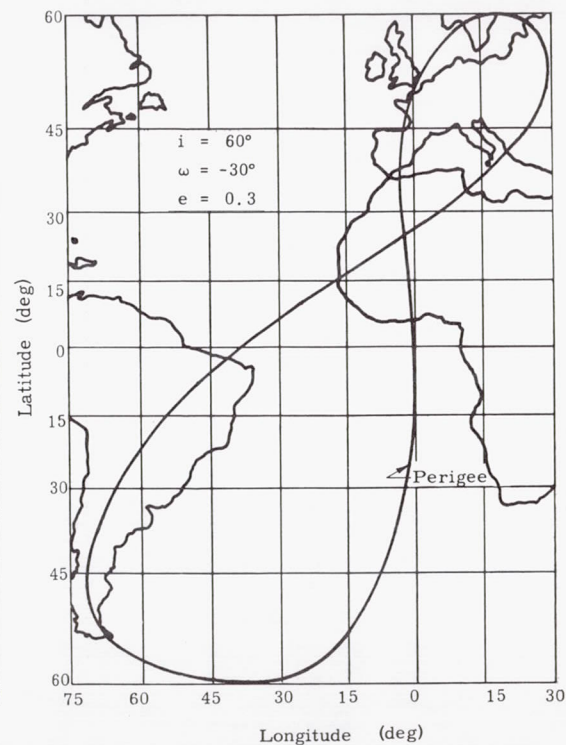 60
45
30
15
0
15
30
45
60
Latitude (deg)
i = 60°
ω = -30°
e = 0.3
Perigee
75 60 45 30 15 0 15 30
Longitude (deg)